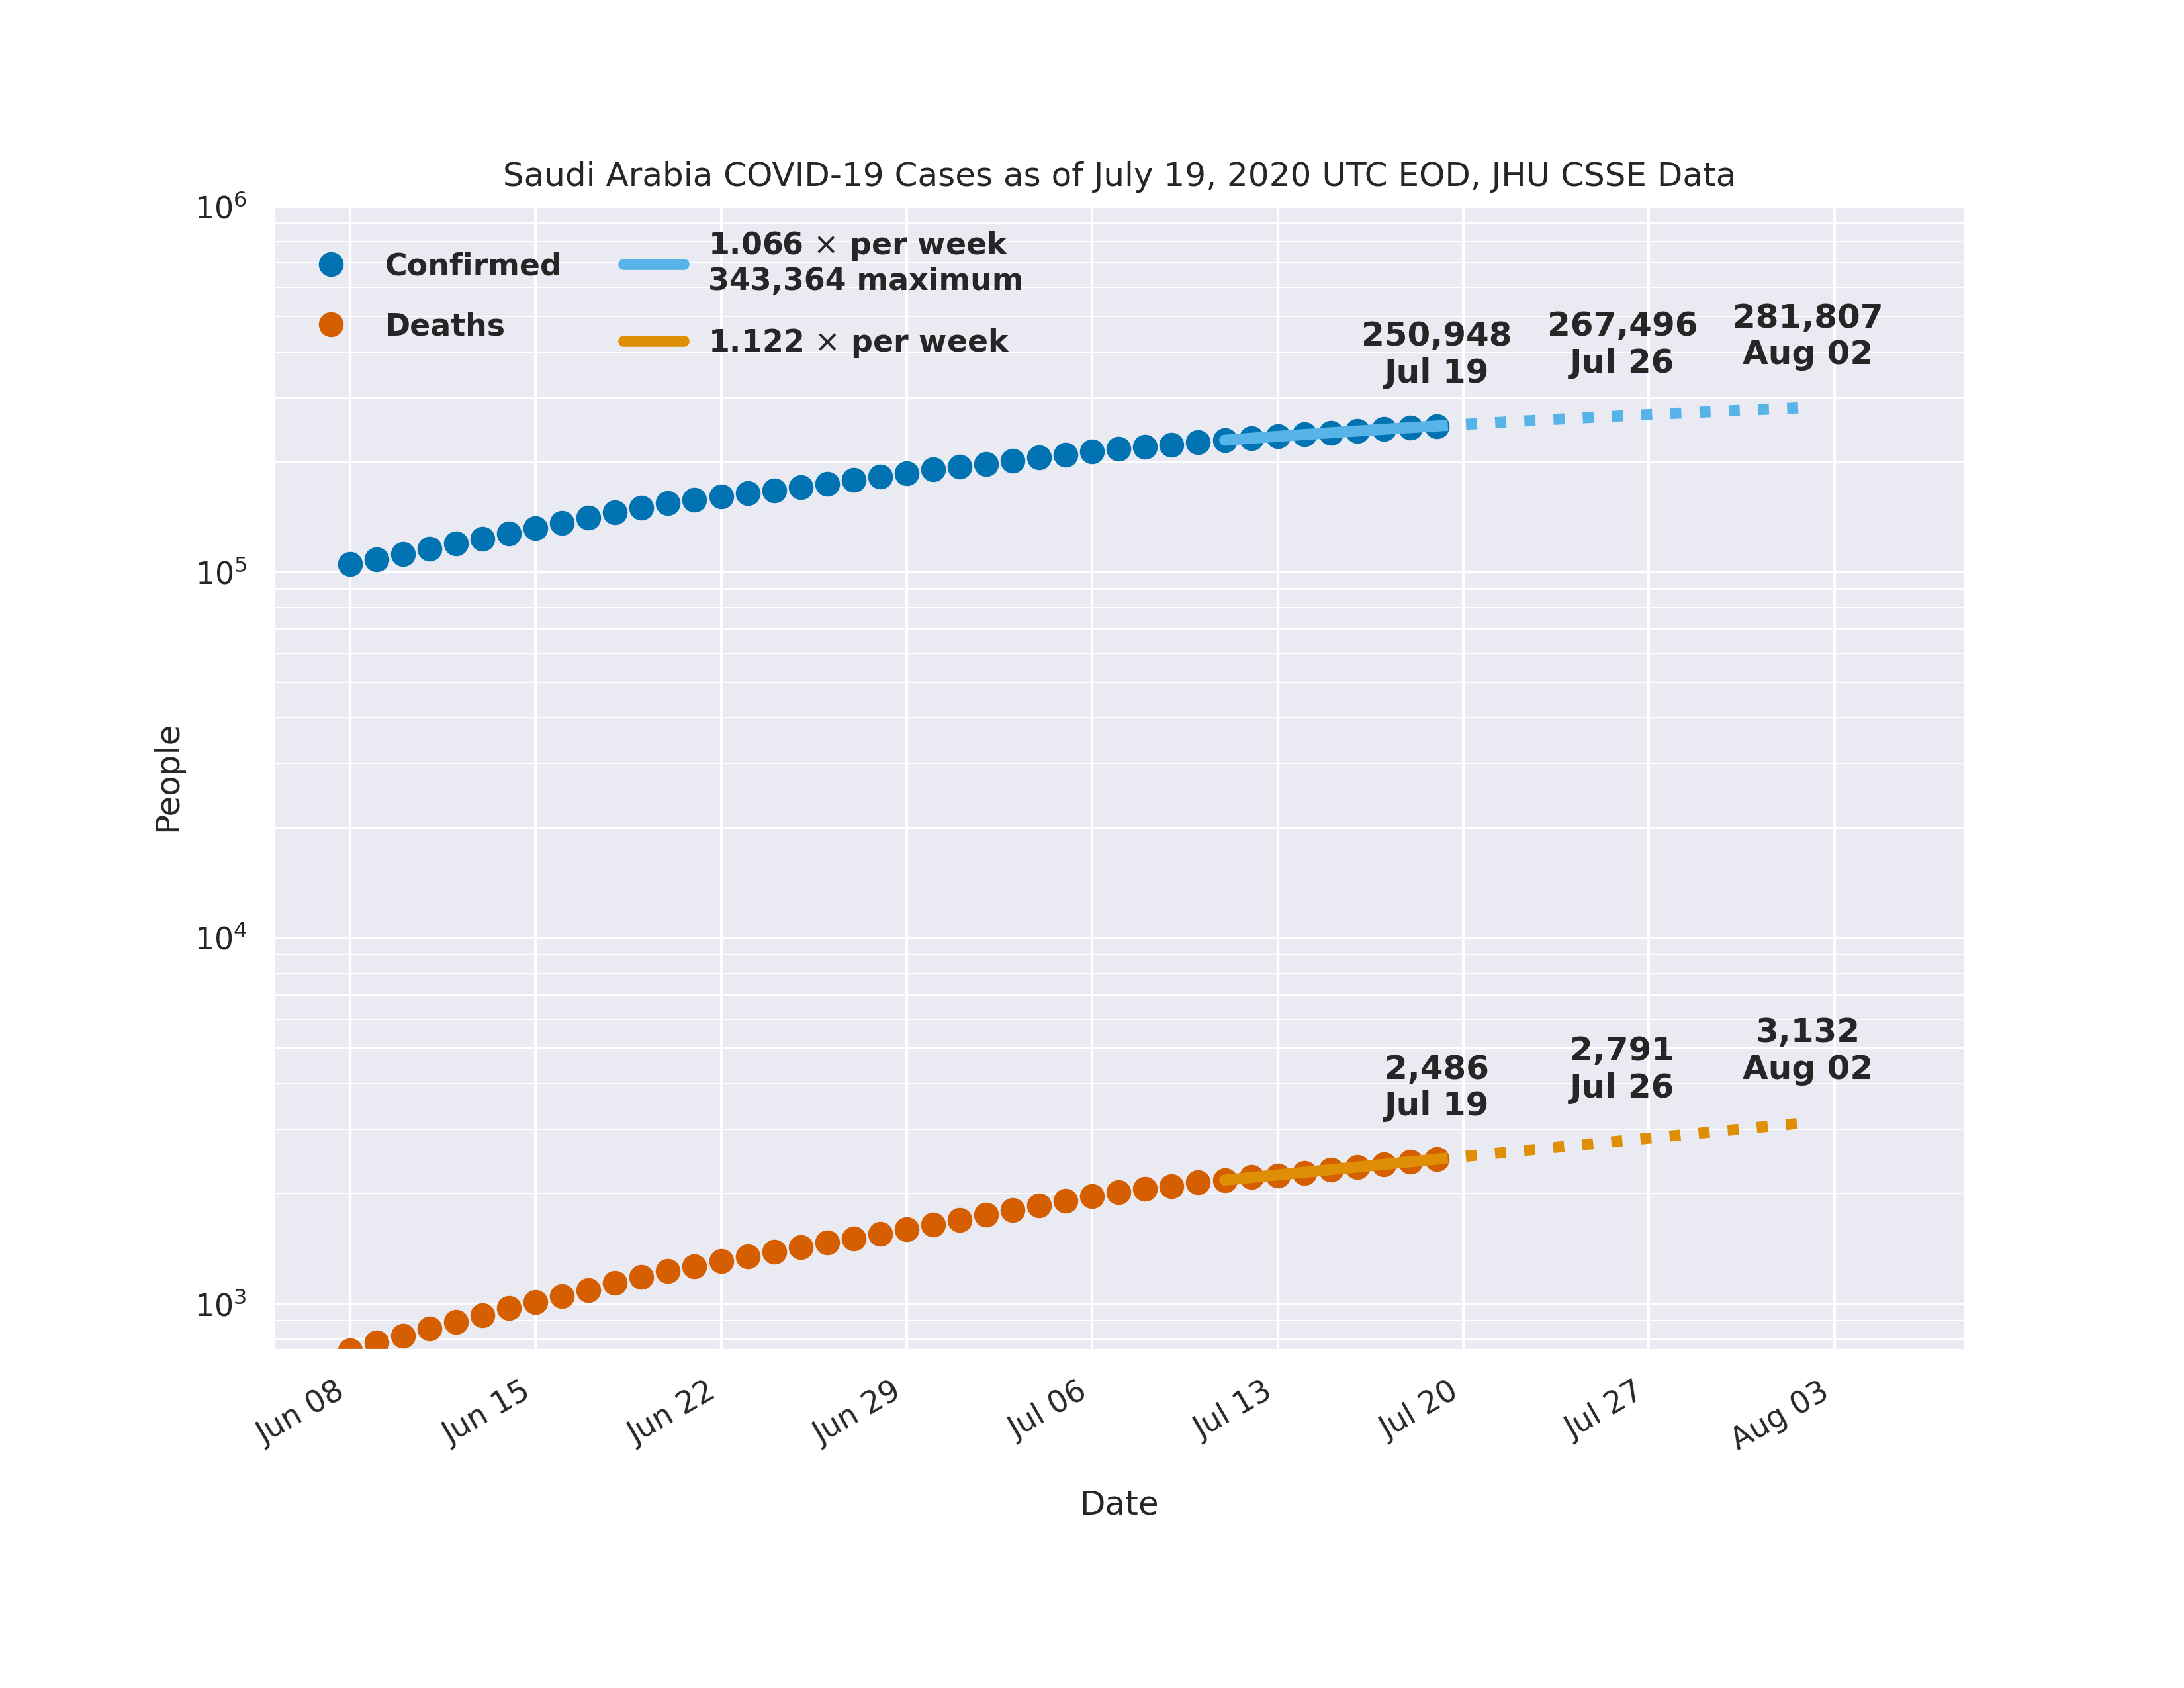 Saudi Arabia COVID-19 Cases as of July 19, 2020 UTC EOD, JHU CSSE Data
10⁶
10⁵
10⁴
10³
People
Confirmed
Deaths
1.066 × per week
343,364 maximum
1.122 × per week
250,948
Jul 19
267,496
Jul 26
281,807
Aug 02
2,486
Jul 19
2,791
Jul 26
3,132
Aug 02
Jun 08
Jun 15
Jun 22
Jun 29
Jul 06
Jul 13
Jul 20
Jul 27
Aug 03
Date